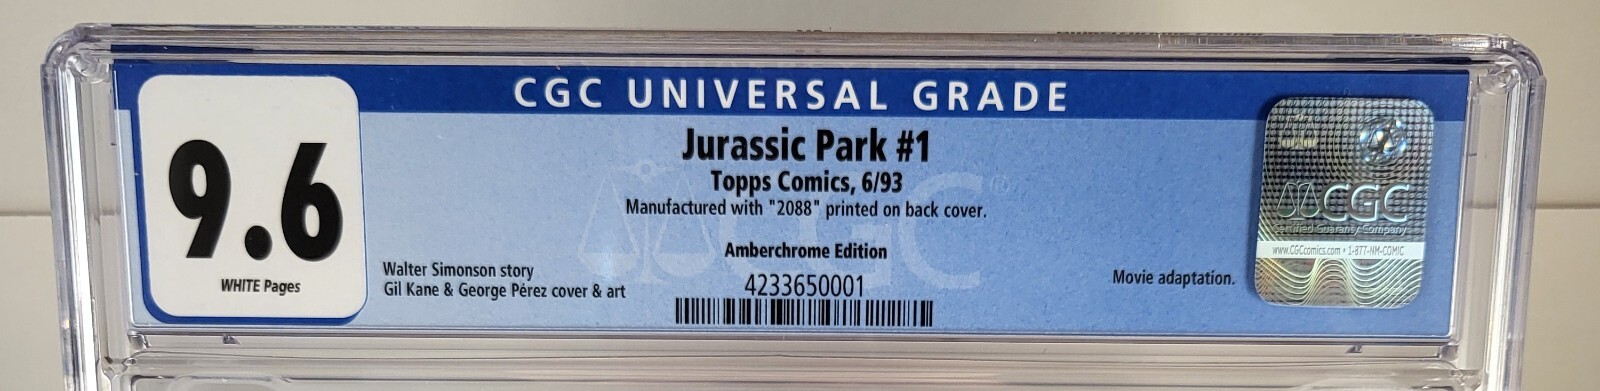 CGC UNIVERSAL GRADE
9.6
WHITE Pages
Jurassic Park #1
Topps Comics, 6/93
Manufactured with "2088" printed on back cover.
Amberchrome Edition
4233650001
Walter Simonson story
Gil Kane & George Pérez cover & art
Movie adaptation.
CGC
CGC
Certified Guaranty Company
www.CGCcomics.com • 1-877-NM-COMIC